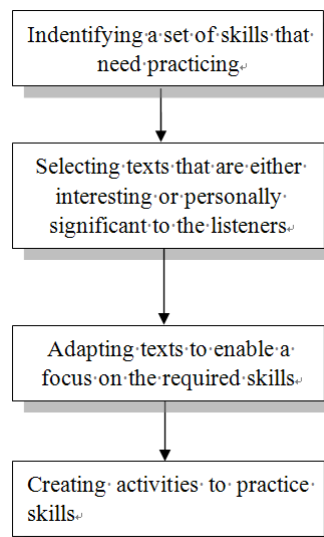 Indentifying a set of skills that
need practicing
Selecting texts that are either
interesting or personally
significant to the listeners
Adapting texts to enable a
focus on the required skills
Creating activities to practice
skills